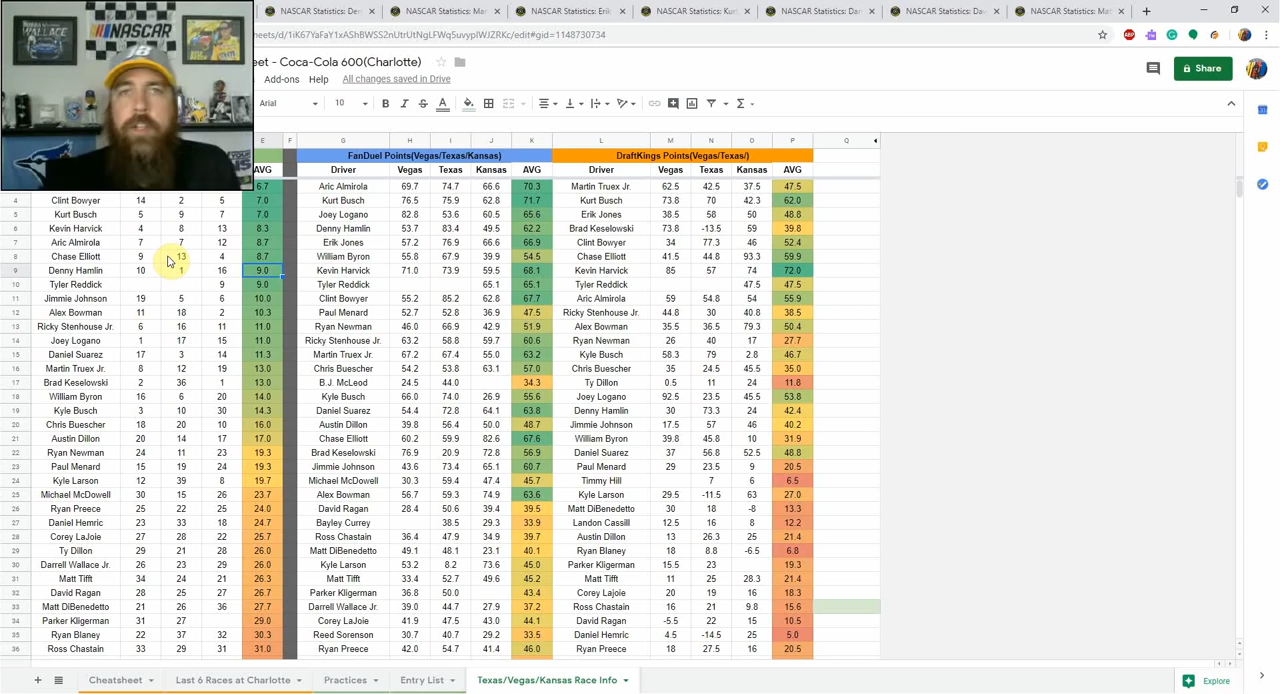 NASCAR Statistics: Der
NASCAR Statistics: Mar
NASCAR Statistics: Erik
NASCAR Statistics: Kurt
NASCAR Statistics: Dar
NASCAR Statistics: Dav
NASCAR Statistics: Mat
eets/d/1iK67YaFaY1xAShBWSS2nUtrUtNgLFWq5uvypIWJZRKc/edit#gid=1148730734
eet - Coca-Cola 600(Charlotte)
Add-ons Help All changes saved in Drive
Share
Arial 10
NASCAR
E F G H I J K L M N O P Q
FanDuel Points(Vegas/Texas/Kansas) DraftKings Points(Vegas/Texas/)
AVG Driver Vegas Texas Kansas AVG Driver Vegas Texas Kansas AVG
6.7 Aric Almirola 69.7 74.7 66.6 70.3 Martin Truex Jr. 62.5 42.5 37.5 47.5
4 Clint Bowyer 14 2 5 7.0 Kurt Busch 76.5 75.9 62.8 71.7 Kurt Busch 73.8 70 42.3 62.0
5 Kurt Busch 5 9 7 7.0 Joey Logano 82.8 53.6 60.5 65.6 Erik Jones 38.5 58 50 48.8
6 Kevin Harvick 4 8 13 8.3 Denny Hamlin 53.7 83.4 49.5 62.2 Brad Keselowski 73.8 -13.5 59 39.8
7 Aric Almirola 7 7 12 8.7 Erik Jones 57.2 76.9 66.6 66.9 Clint Bowyer 34 77.3 46 52.4
8 Chase Elliott 9 13 4 8.7 William Byron 55.8 67.9 39.9 54.5 Chase Elliott 41.5 44.8 93.3 59.9
9 Denny Hamlin 10 1 16 9.0 Kevin Harvick 71.0 73.9 59.5 68.1 Kevin Harvick 85 57 74 72.0
10 Tyler Reddick 9 9.0 Tyler Reddick 65.1 65.1 Tyler Reddick 47.5 47.5
11 Jimmie Johnson 19 5 6 10.0 Clint Bowyer 55.2 85.2 62.8 67.7 Aric Almirola 59 54.8 54 55.9
12 Alex Bowman 11 18 2 10.3 Paul Menard 52.7 52.8 36.9 47.5 Ricky Stenhouse Jr. 44.8 30 40.8 38.5
13 Ricky Stenhouse Jr. 6 16 11 11.0 Ryan Newman 46.0 66.9 42.9 51.9 Alex Bowman 35.5 36.5 79.3 50.4
14 Joey Logano 1 17 15 11.0 Ricky Stenhouse Jr. 63.2 58.8 59.7 60.6 Ryan Newman 26 40 17 27.7
15 Daniel Suarez 17 3 14 11.3 Martin Truex Jr. 67.2 67.4 55.0 63.2 Kyle Busch 58.3 79 2.8 46.7
16 Martin Truex Jr. 8 12 19 13.0 Chris Buescher 54.2 53.8 63.1 57.0 Chris Buescher 35 24.5 45.5 35.0
17 Brad Keselowski 2 36 1 13.0 B.J. McLeod 24.5 44.0 34.3 Ty Dillon 0.5 11 24 11.8
18 William Byron 16 6 20 14.0 Kyle Busch 66.0 74.0 26.9 55.6 Joey Logano 92.5 23.5 45.5 53.8
19 Kyle Busch 3 10 30 14.3 Daniel Suarez 54.4 72.8 64.1 63.8 Denny Hamlin 30 73.3 24 42.4
20 Chris Buescher 18 20 10 16.0 Austin Dillon 39.8 56.4 50.0 48.7 Jimmie Johnson 17.5 57 46 40.2
21 Austin Dillon 20 14 17 17.0 Chase Elliott 60.2 59.9 82.6 67.6 William Byron 39.8 45.8 10 31.9
22 Ryan Newman 24 11 23 19.3 Brad Keselowski 76.9 20.9 72.8 56.9 Daniel Suarez 37 56.8 52.5 48.8
23 Paul Menard 15 19 24 19.3 Jimmie Johnson 43.6 73.4 65.1 60.7 Paul Menard 29 23.5 9 20.5
24 Kyle Larson 12 39 8 19.7 Michael McDowell 30.3 59.4 47.4 45.7 Timmy Hill 7 6 6.5
25 Michael McDowell 30 15 26 23.7 Alex Bowman 56.7 59.3 74.9 63.6 Kyle Larson 29.5 -11.5 63 27.0
26 Ryan Preece 25 22 25 24.0 David Ragan 28.4 50.6 39.4 39.5 Matt DiBenedetto 30 18 -8 13.3
27 Daniel Hemric 23 33 18 24.7 Bayley Currey 38.5 29.3 33.9 Landon Cassill 12.5 16 8 12.2
28 Corey LaJoie 27 28 22 25.7 Ross Chastain 36.4 47.9 34.9 39.7 Austin Dillon 13 26.3 25 21.4
29 Ty Dillon 29 21 28 26.0 Matt DiBenedetto 49.1 48.1 23.1 40.1 Ryan Blaney 18 8.8 -6.5 6.8
30 Darrell Wallace Jr. 26 23 29 26.0 Kyle Larson 53.2 8.2 73.6 45.0 Parker Kligerman 15.5 23 19.3
31 Matt Tifft 34 24 21 26.3 Matt Tifft 33.4 52.7 49.6 45.2 Matt Tifft 11 25 28.3 21.4
32 David Ragan 28 25 27 26.7 Parker Kligerman 36.8 50.0 43.4 Corey LaJoie 20 19 16 18.3
33 Matt DiBenedetto 21 26 36 27.7 Darrell Wallace Jr. 39.0 44.7 27.9 37.2 Ross Chastain 16 21 9.8 15.6
34 Parker Kligerman 31 27 29.0 Corey LaJoie 41.9 47.5 43.0 44.1 David Ragan -5.5 22 15 10.5
35 Ryan Blaney 22 37 32 30.3 Reed Sorenson 30.7 40.7 29.2 33.5 Daniel Hemric 4.5 -14.5 25 5.0
36 Ross Chastain 33 29 31 31.0 Ryan Preece 42.0 54.7 41.4 46.0 Ryan Preece 18 27.5 16 20.5
Cheatsheet Last 6 Races at Charlotte Practices Entry List Texas/Vegas/Kansas Race Info Explore